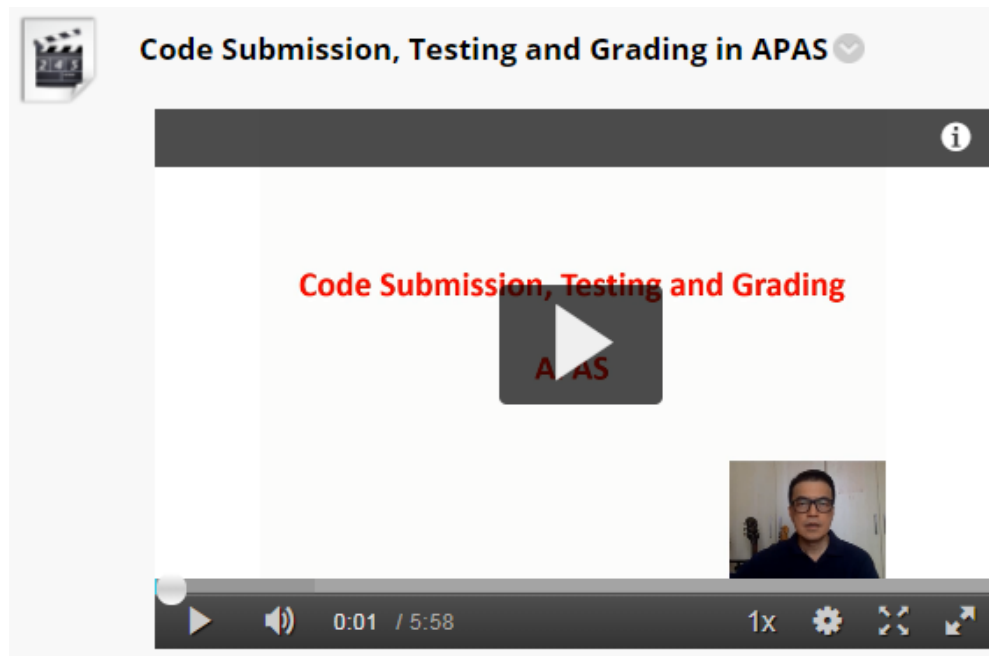 Code Submission, Testing and Grading in APAS
Code Submission, Testing and Grading
APAS
0:01 / 5:58 1x